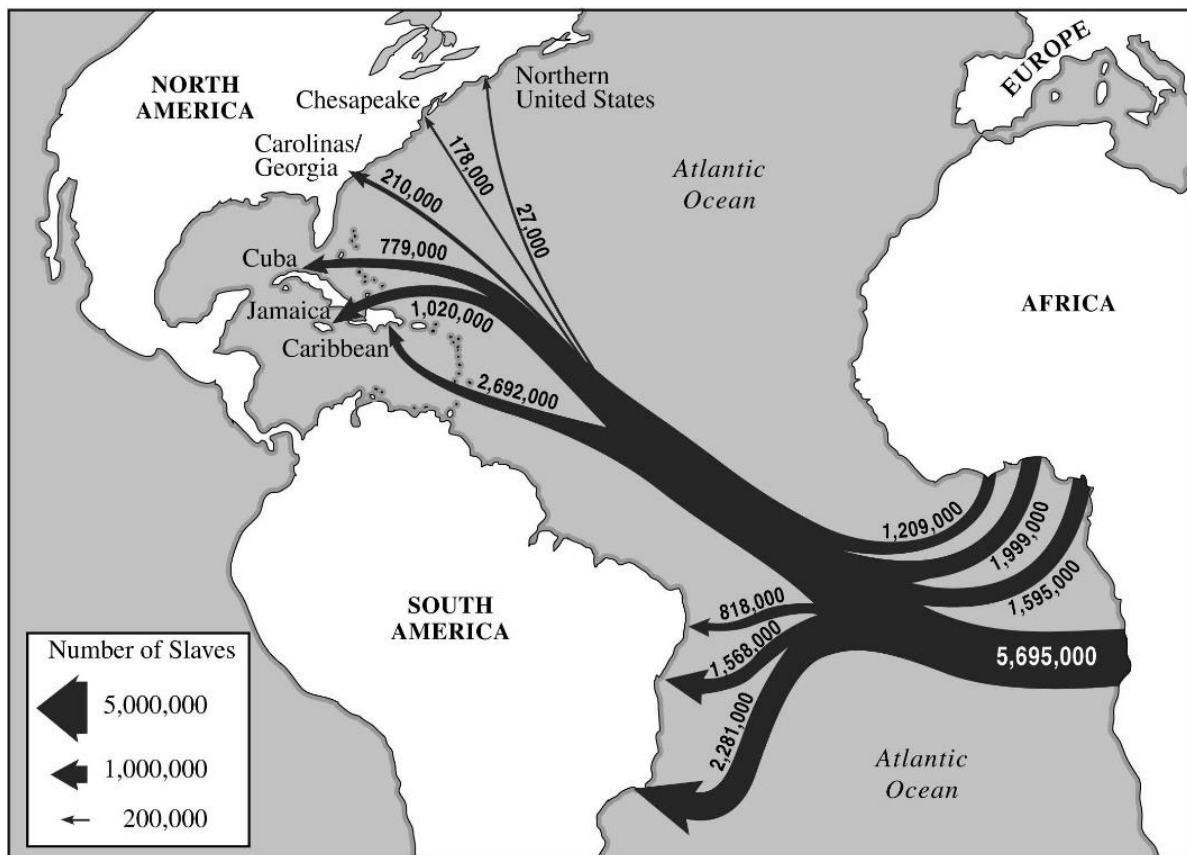 NORTH
AMERICA
Chesapeake
Northern
United States
EUROPE
Carolinas/
Georgia
178,000
210,000
27,000
Atlantic
Ocean
Cuba
779,000
Jamaica
1,020,000
Caribbean
2,692,000
AFRICA
1,209,000
1,999,000
1,595,000
SOUTH
AMERICA
818,000
1,568,000
2,281,000
5,695,000
Atlantic
Ocean
Number of Slaves
5,000,000
1,000,000
200,000